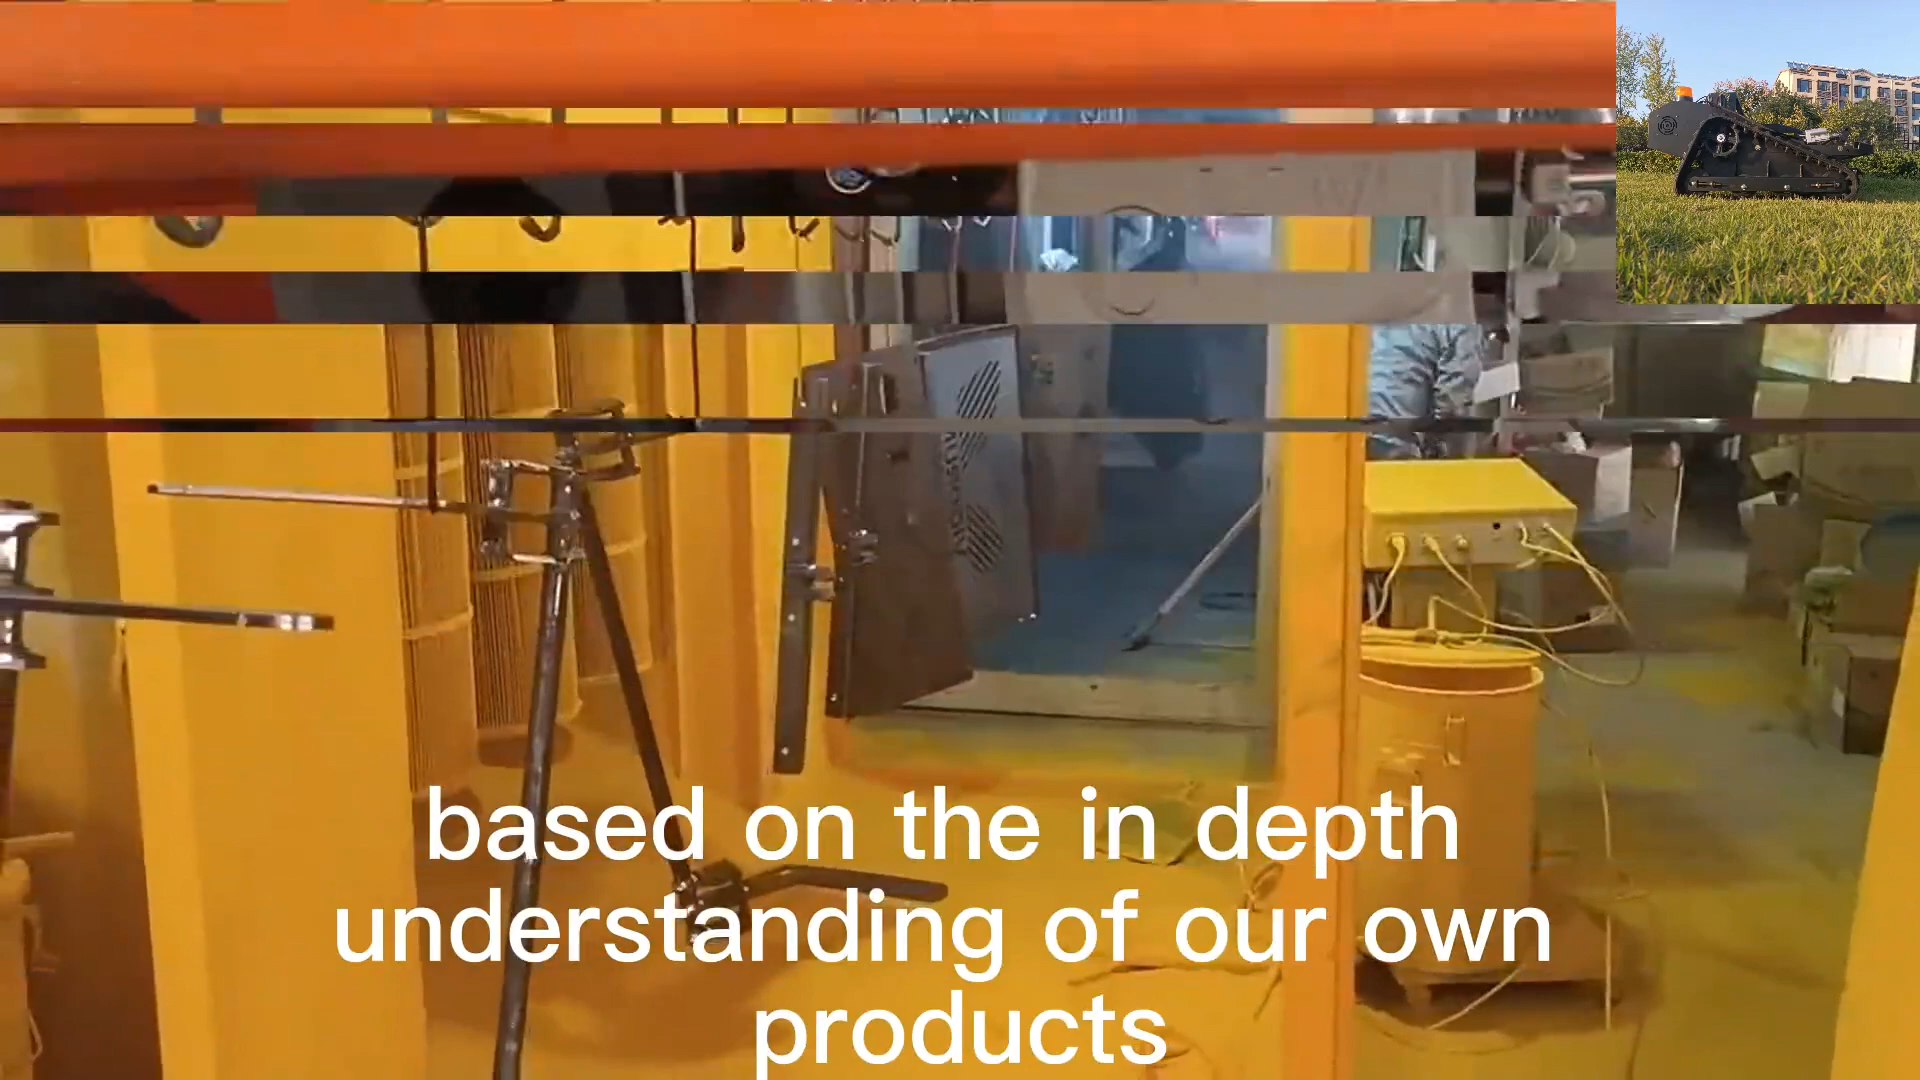 based on the in depth
understanding of our own
products